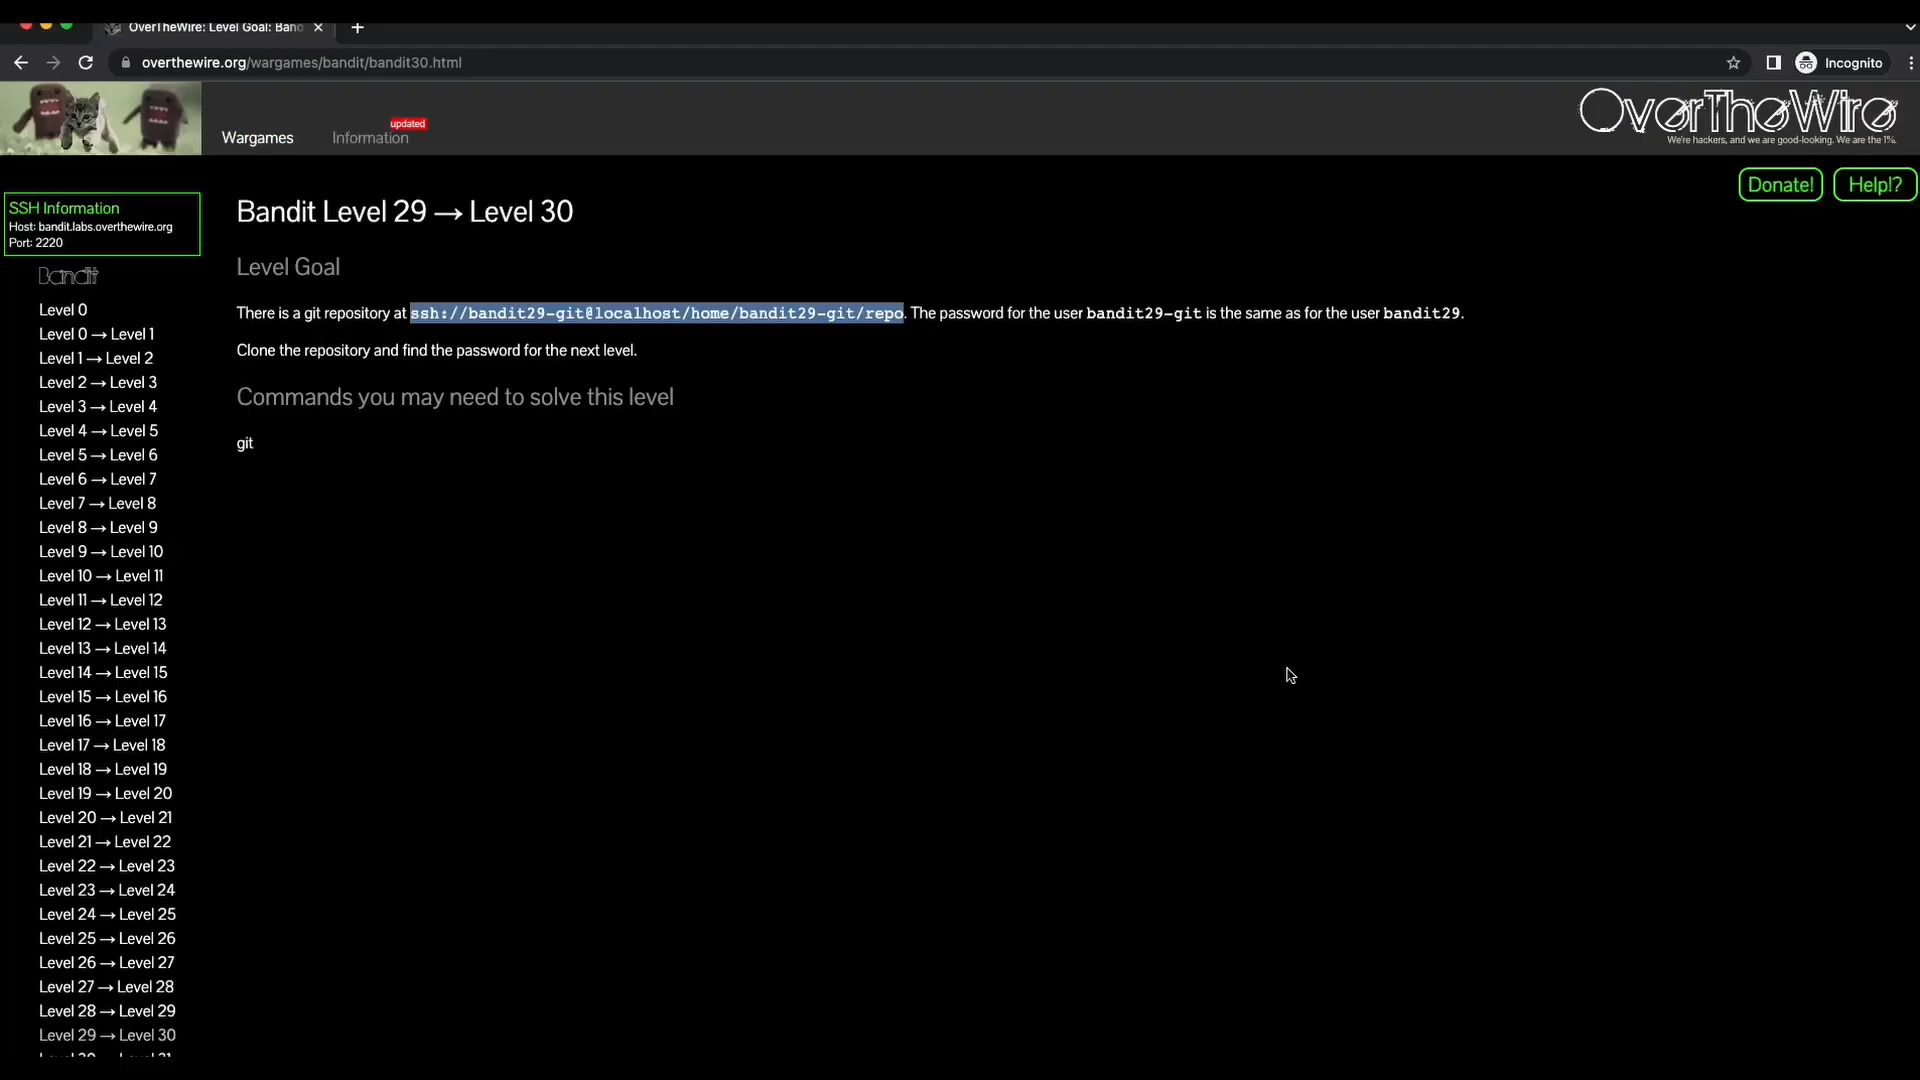 OverTheWire: Level Goal: Band
overthewire.org/wargames/bandit/bandit30.html
Incognito
Wargames
Information
updated
OverTheWire
We're hackers, and we are good-looking. We are the 1%.
Donate!
Help!?
SSH Information
Host: bandit.labs.overthewire.org
Port: 2220
Bandit
Level 0
Level 0 → Level 1
Level 1 → Level 2
Level 2 → Level 3
Level 3 → Level 4
Level 4 → Level 5
Level 5 → Level 6
Level 6 → Level 7
Level 7 → Level 8
Level 8 → Level 9
Level 9 → Level 10
Level 10 → Level 11
Level 11 → Level 12
Level 12 → Level 13
Level 13 → Level 14
Level 14 → Level 15
Level 15 → Level 16
Level 16 → Level 17
Level 17 → Level 18
Level 18 → Level 19
Level 19 → Level 20
Level 20 → Level 21
Level 21 → Level 22
Level 22 → Level 23
Level 23 → Level 24
Level 24 → Level 25
Level 25 → Level 26
Level 26 → Level 27
Level 27 → Level 28
Level 28 → Level 29
Level 29 → Level 30
Bandit Level 29 → Level 30
Level Goal
There is a git repository at ssh://bandit29-git@localhost/home/bandit29-git/repo. The password for the user bandit29-git is the same as for the user bandit29.
Clone the repository and find the password for the next level.
Commands you may need to solve this level
git